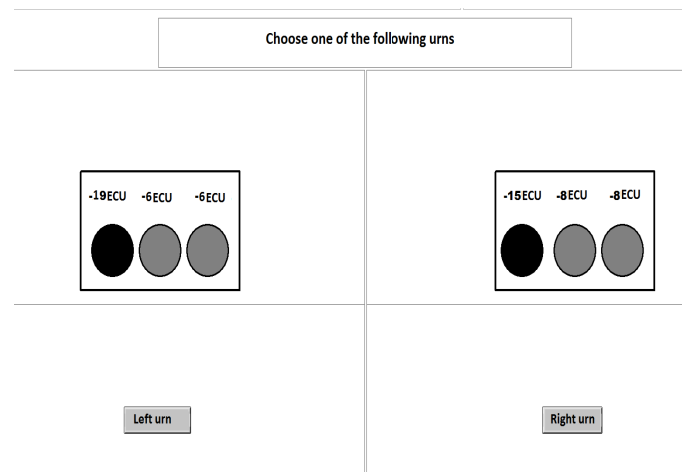 Choose one of the following urns
-19ECU -6ECU -6ECU
-15ECU -8ECU -8ECU
Left urn
Right urn